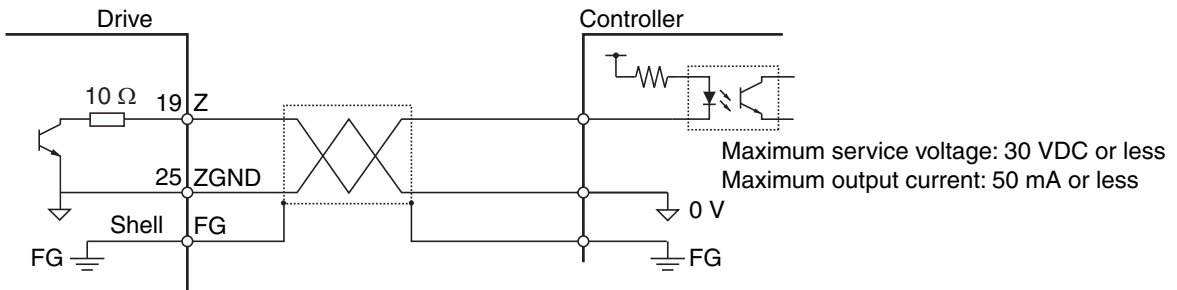 Drive
Controller
10 Ω
19 Z
25 ZGND
Maximum service voltage: 30 VDC or less
Maximum output current: 50 mA or less
0 V
Shell FG
FG
FG